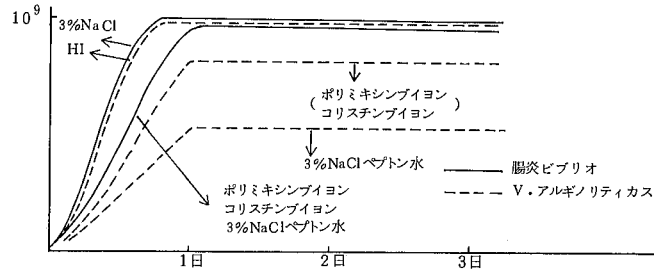 10⁹
3%NaCl
HI
(ポリミキシンブイヨン
コリスチンブイヨン)
3%NaClペプトン水
腸炎ビブリオ
V・アルギノリティカス
ポリミキシンブイヨン
コリスチンブイヨン
3%NaClペプトン水
1日
2日
3日